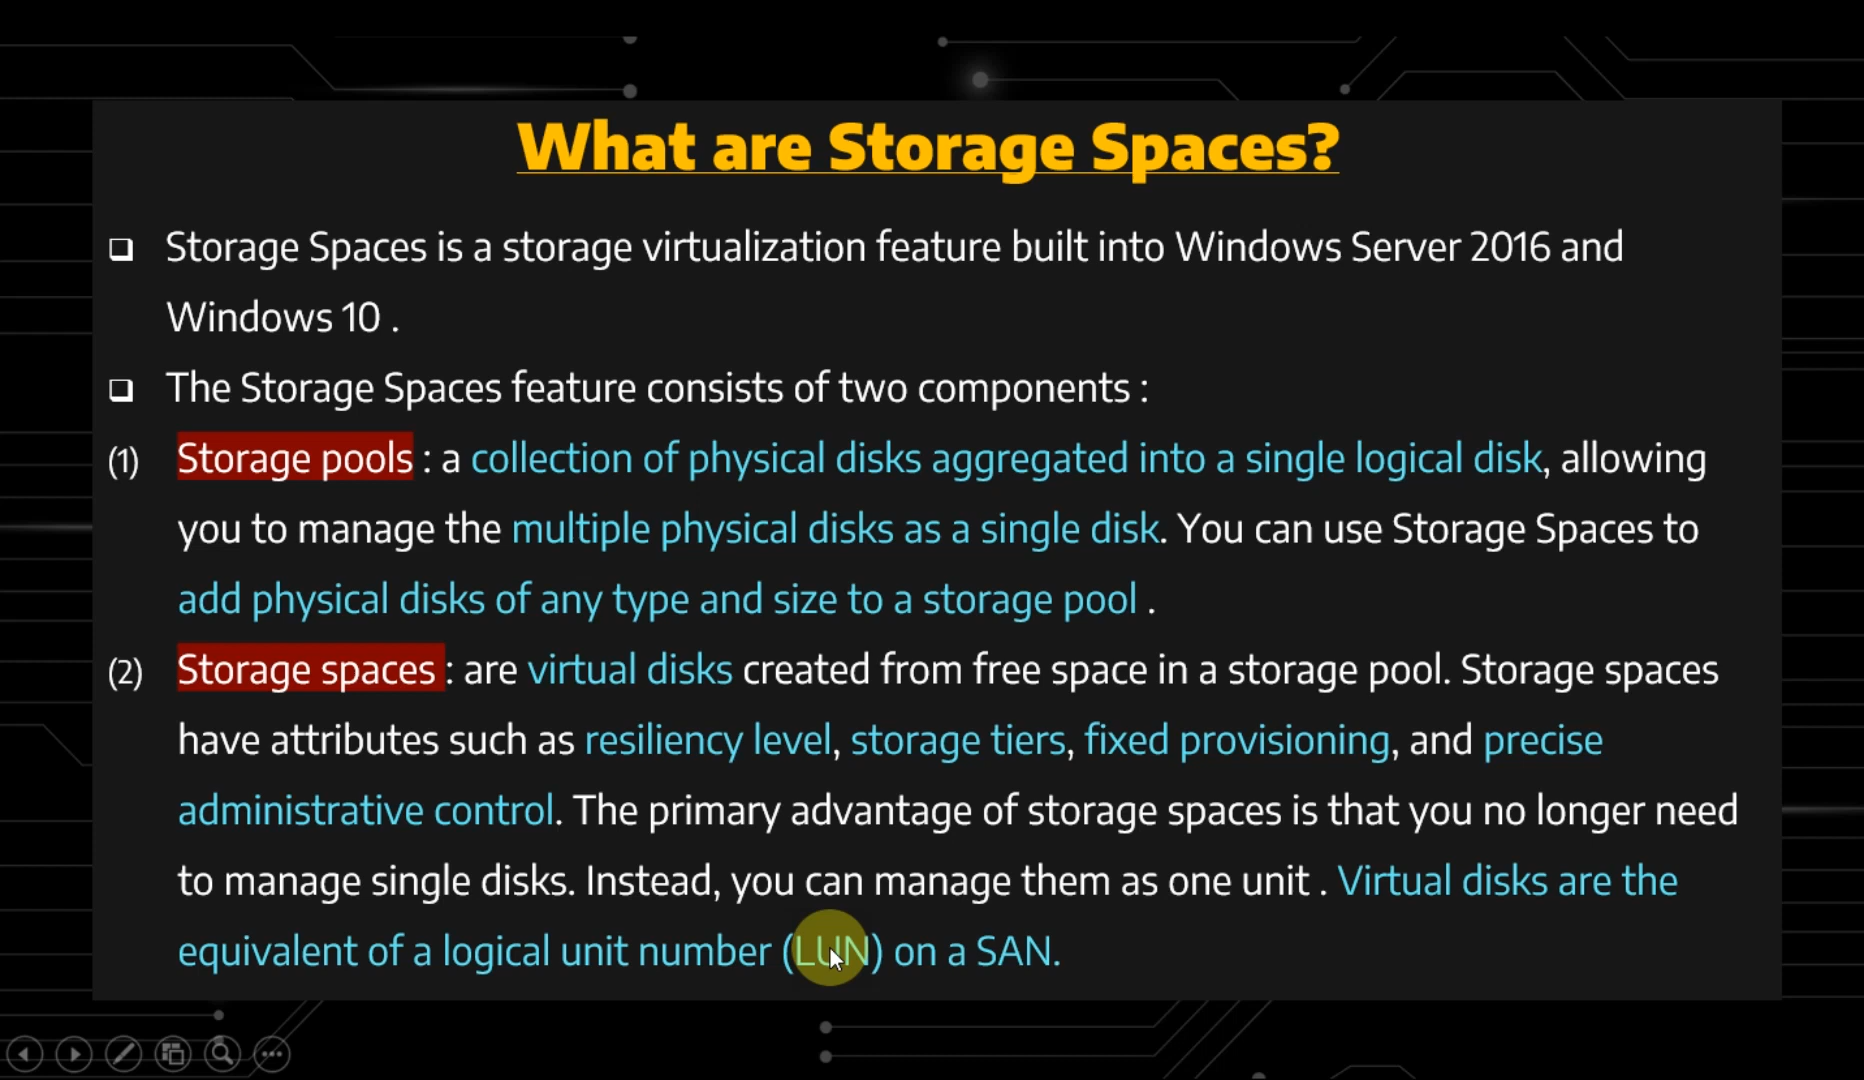 What are Storage Spaces?
Storage Spaces is a storage virtualization feature built into Windows Server 2016 and
Windows 10 .
The Storage Spaces feature consists of two components :
(1) Storage pools : a collection of physical disks aggregated into a single logical disk, allowing
you to manage the multiple physical disks as a single disk. You can use Storage Spaces to
add physical disks of any type and size to a storage pool .
(2) Storage spaces : are virtual disks created from free space in a storage pool. Storage spaces
have attributes such as resiliency level, storage tiers, fixed provisioning, and precise
administrative control. The primary advantage of storage spaces is that you no longer need
to manage single disks. Instead, you can manage them as one unit . Virtual disks are the
equivalent of a logical unit number (LUN) on a SAN.